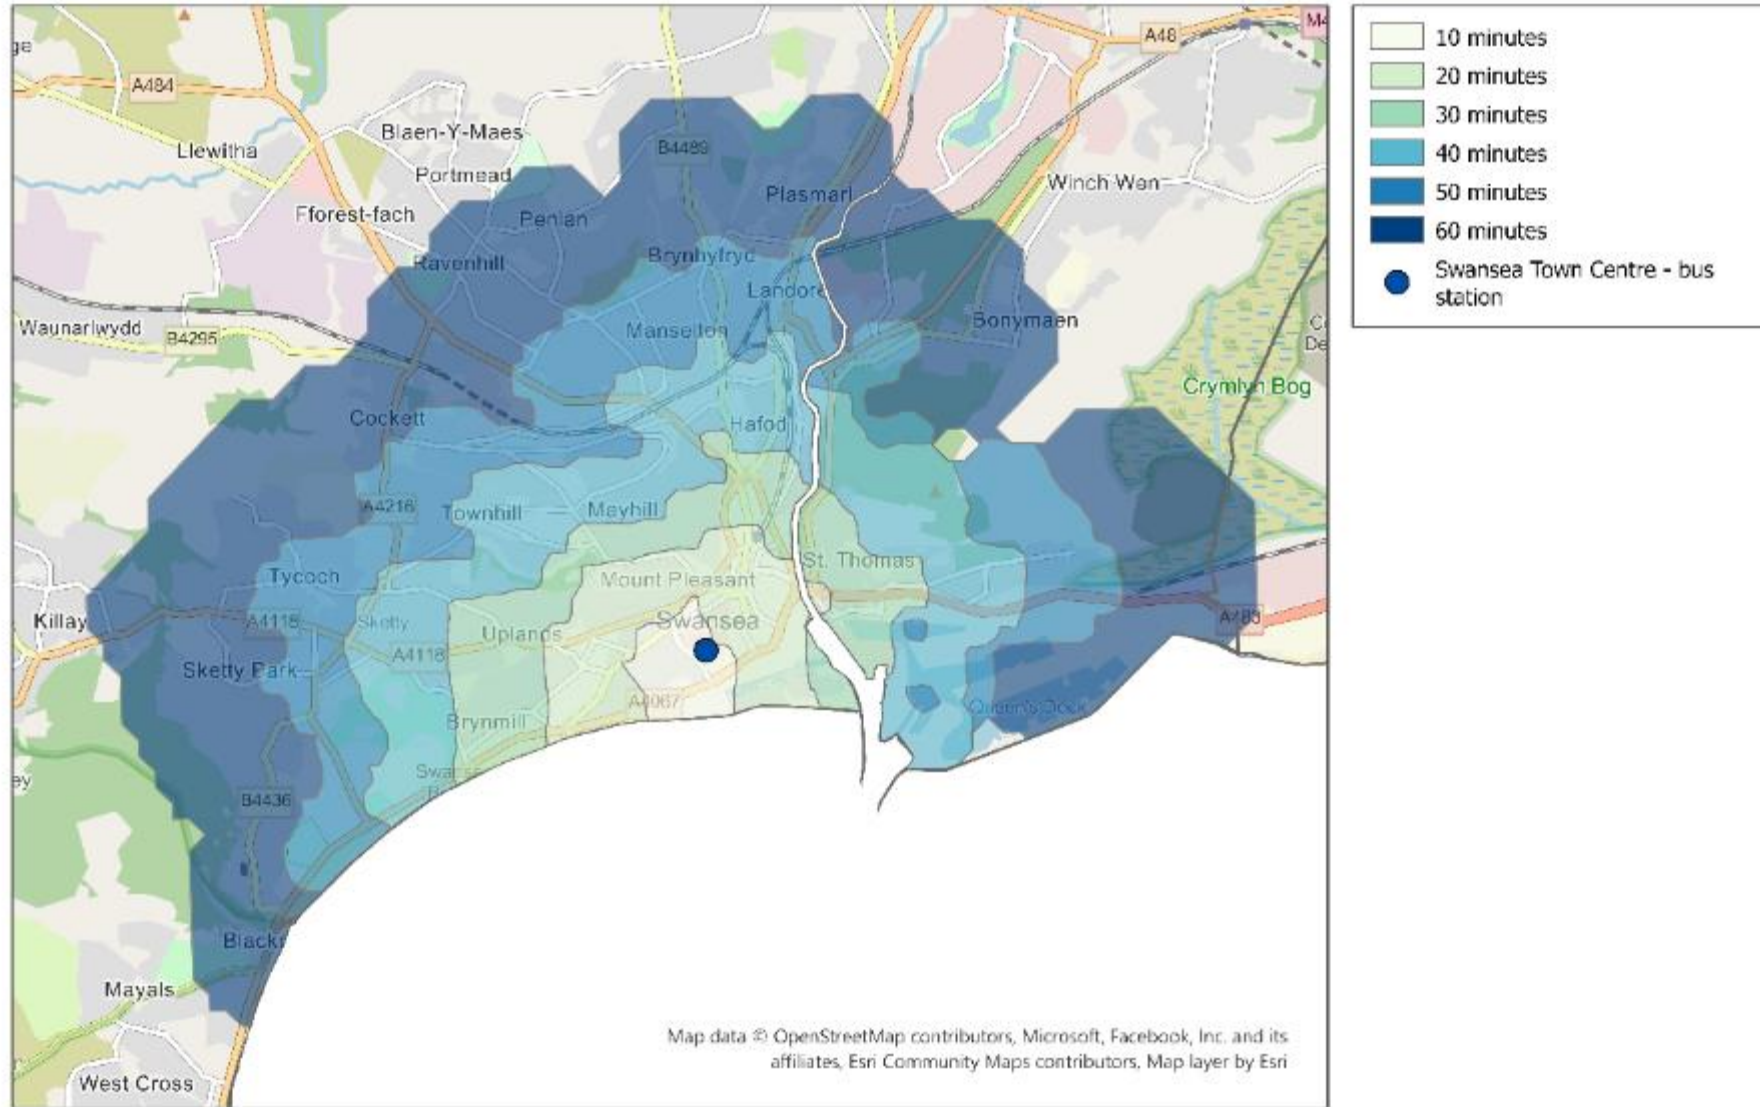 M4
A48
ge
A484
Blaen-Y-Maes
B4489
Llewitha
Portmead
Winch Wen
Plasmarl
Fforest-fach
Penlan
Ravenhill
Brynhyfryd
Landore
Waunarlwydd
B4295
Manselton
Bonymaen
Crymlyn Bog
Cockett
Hafod
A4216
Townhill
Mayhill
St. Thomas
Tycoch
Mount Pleasant
Killay
A4118
Sketty
Swansea
A483
Uplands
A4118
Sketty Park
A4067
Queen's Dock
Brynmill
ey
B4436
Blackp
Mayals
West Cross
Map data © OpenStreetMap contributors, Microsoft, Facebook, Inc. and its
affiliates, Esri Community Maps contributors, Map layer by Esri
10 minutes
20 minutes
30 minutes
40 minutes
50 minutes
60 minutes
Swansea Town Centre - bus
station